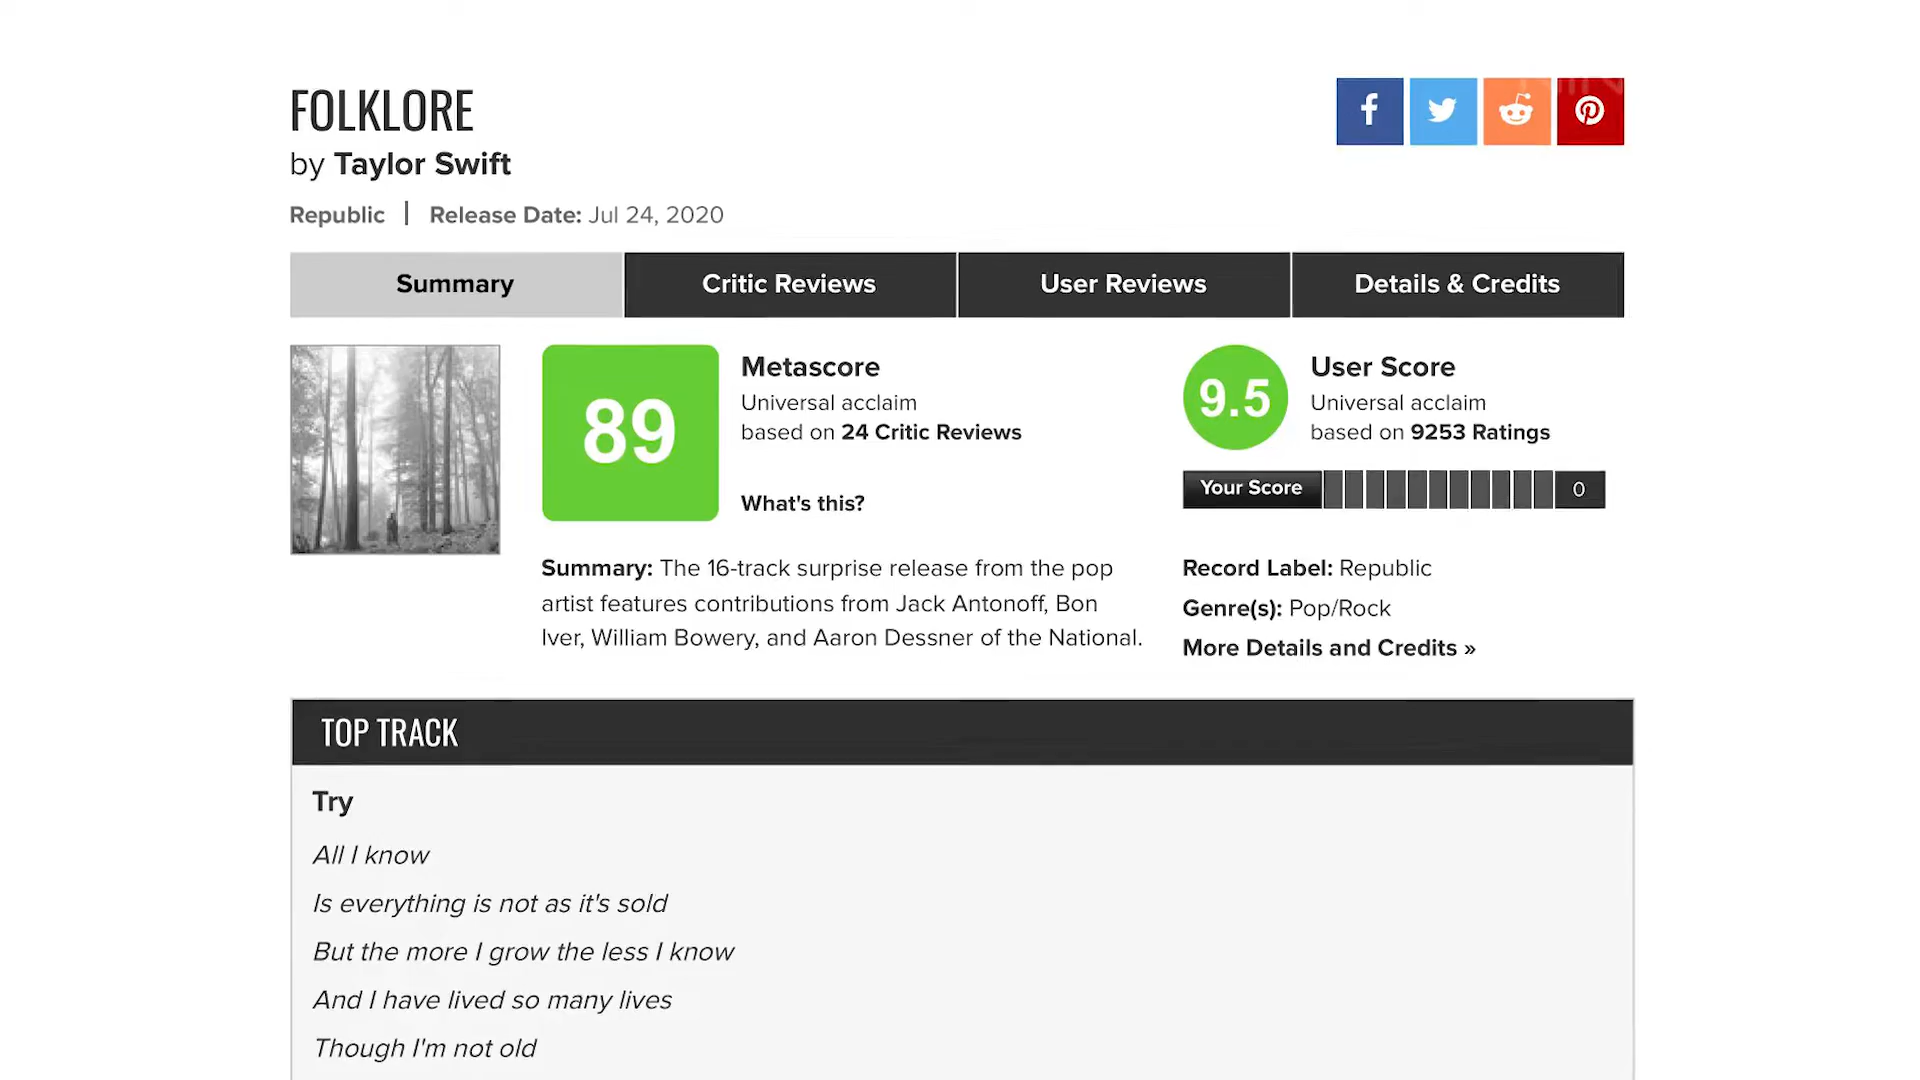 FOLKLORE
by Taylor Swift
Republic | Release Date: Jul 24, 2020
Summary
Critic Reviews
User Reviews
Details & Credits
89
Metascore
Universal acclaim
based on 24 Critic Reviews
What's this?
9.5
User Score
Universal acclaim
based on 9253 Ratings
Your Score
0
Summary: The 16-track surprise release from the pop
artist features contributions from Jack Antonoff, Bon
Iver, William Bowery, and Aaron Dessner of the National.
Record Label: Republic
Genre(s): Pop/Rock
More Details and Credits »
TOP TRACK
Try
All I know
Is everything is not as it's sold
But the more I grow the less I know
And I have lived so many lives
Though I'm not old